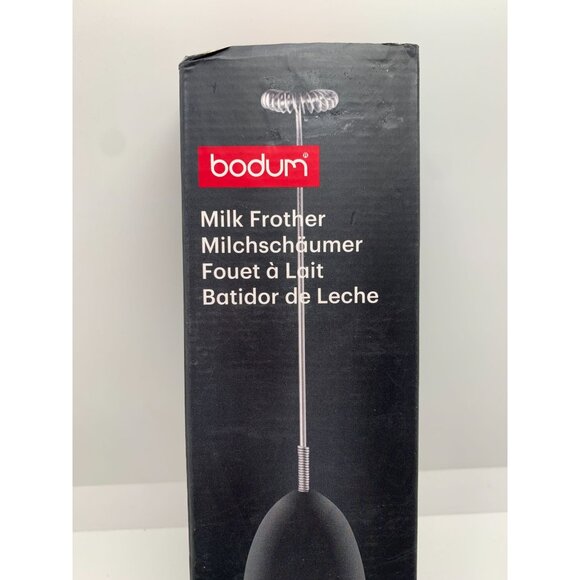 bodum®
Milk Frother
Milchschäumer
Fouet à Lait
Batidor de Leche